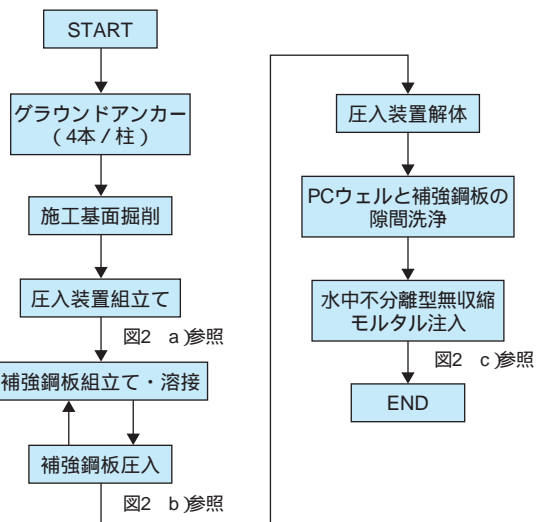 START
グラウンドアンカー
(4本/柱)
施工基面掘削
圧入装置組立て
図2 a)参照
補強鋼板組立て・溶接
補強鋼板圧入
図2 b)参照
圧入装置解体
PCウェルと補強鋼板の
隙間洗浄
水中不分離型無収縮
モルタル注入
図2 c)参照
END